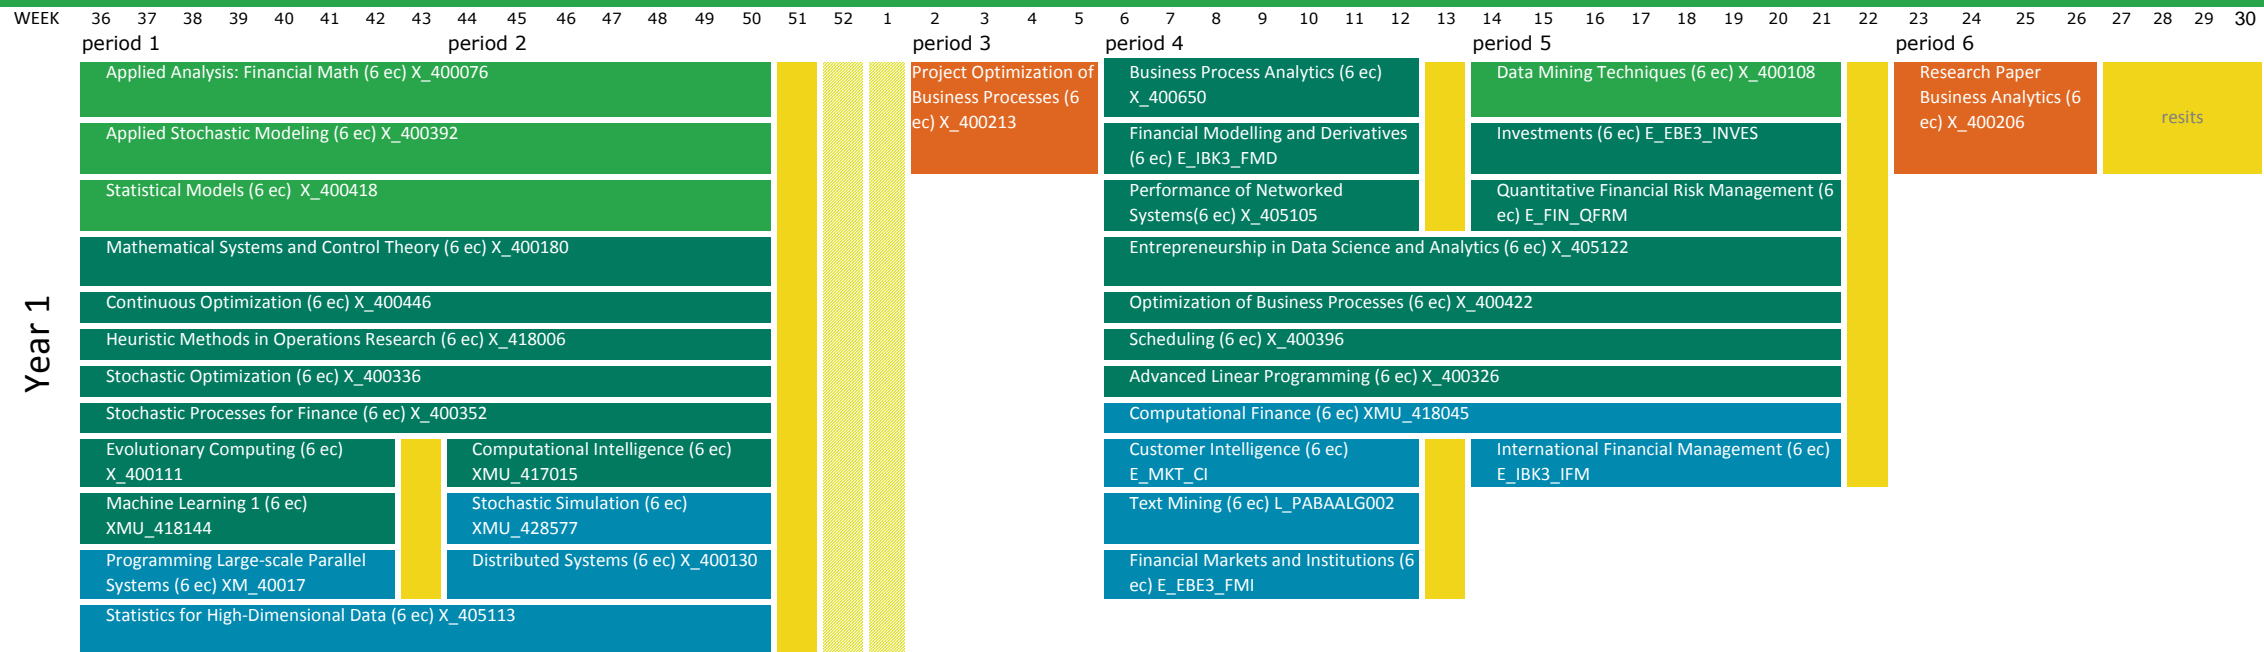 WEEK 36 37 38 39 40 41 42 43 44 45 46 47 48 49 50 51 52 1 2 3 4 5 6 7 8 9 10 11 12 13 14 15 16 17 18 19 20 21 22 23 24 25 26 27 28 29 30
period 1 period 2 period 3 period 4 period 5 period 6
Year 1
Applied Analysis: Financial Math (6 ec) X_400076
Applied Stochastic Modeling (6 ec) X_400392
Statistical Models (6 ec) X_400418
Mathematical Systems and Control Theory (6 ec) X_400180
Continuous Optimization (6 ec) X_400446
Heuristic Methods in Operations Research (6 ec) X_418006
Stochastic Optimization (6 ec) X_400336
Stochastic Processes for Finance (6 ec) X_400352
Evolutionary Computing (6 ec)
X_400111
Machine Learning 1 (6 ec)
XMU_418144
Programming Large-scale Parallel
Systems (6 ec) XM_40017
Computational Intelligence (6 ec)
XMU_417015
Stochastic Simulation (6 ec)
XMU_428577
Distributed Systems (6 ec) X_400130
Statistics for High-Dimensional Data (6 ec) X_405113
Project Optimization of
Business Processes (6
ec) X_400213
Business Process Analytics (6 ec)
X_400650
Financial Modelling and Derivatives
(6 ec) E_IBK3_FMD
Performance of Networked
Systems(6 ec) X_405105
Data Mining Techniques (6 ec) X_400108
Investments (6 ec) E_EBE3_INVES
Quantitative Financial Risk Management (6
ec) E_FIN_QFRM
Entrepreneurship in Data Science and Analytics (6 ec) X_405122
Optimization of Business Processes (6 ec) X_400422
Scheduling (6 ec) X_400396
Advanced Linear Programming (6 ec) X_400326
Computational Finance (6 ec) XMU_418045
Customer Intelligence (6 ec)
E_MKT_CI
Text Mining (6 ec) L_PABAALG002
Financial Markets and Institutions (6
ec) E_EBE3_FMI
International Financial Management (6 ec)
E_IBK3_IFM
Research Paper
Business Analytics (6
ec) X_400206
resits